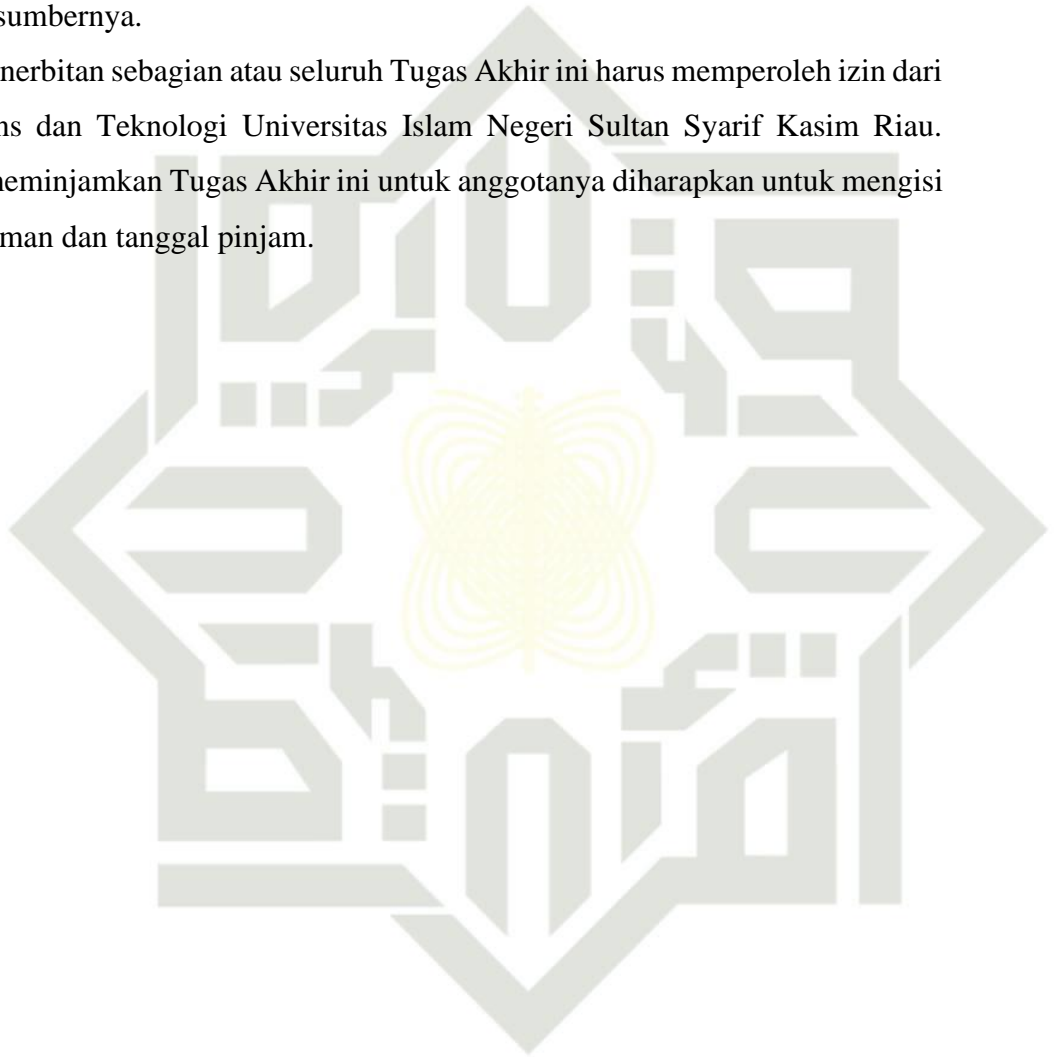 sumbernya.
nerbitan sebagian atau seluruh Tugas Akhir ini harus memperoleh izin dari
ns dan Teknologi Universitas Islam Negeri Sultan Syarif Kasim Riau.
neminjamkan Tugas Akhir ini untuk anggotanya diharapkan untuk mengisi
man dan tanggal pinjam.